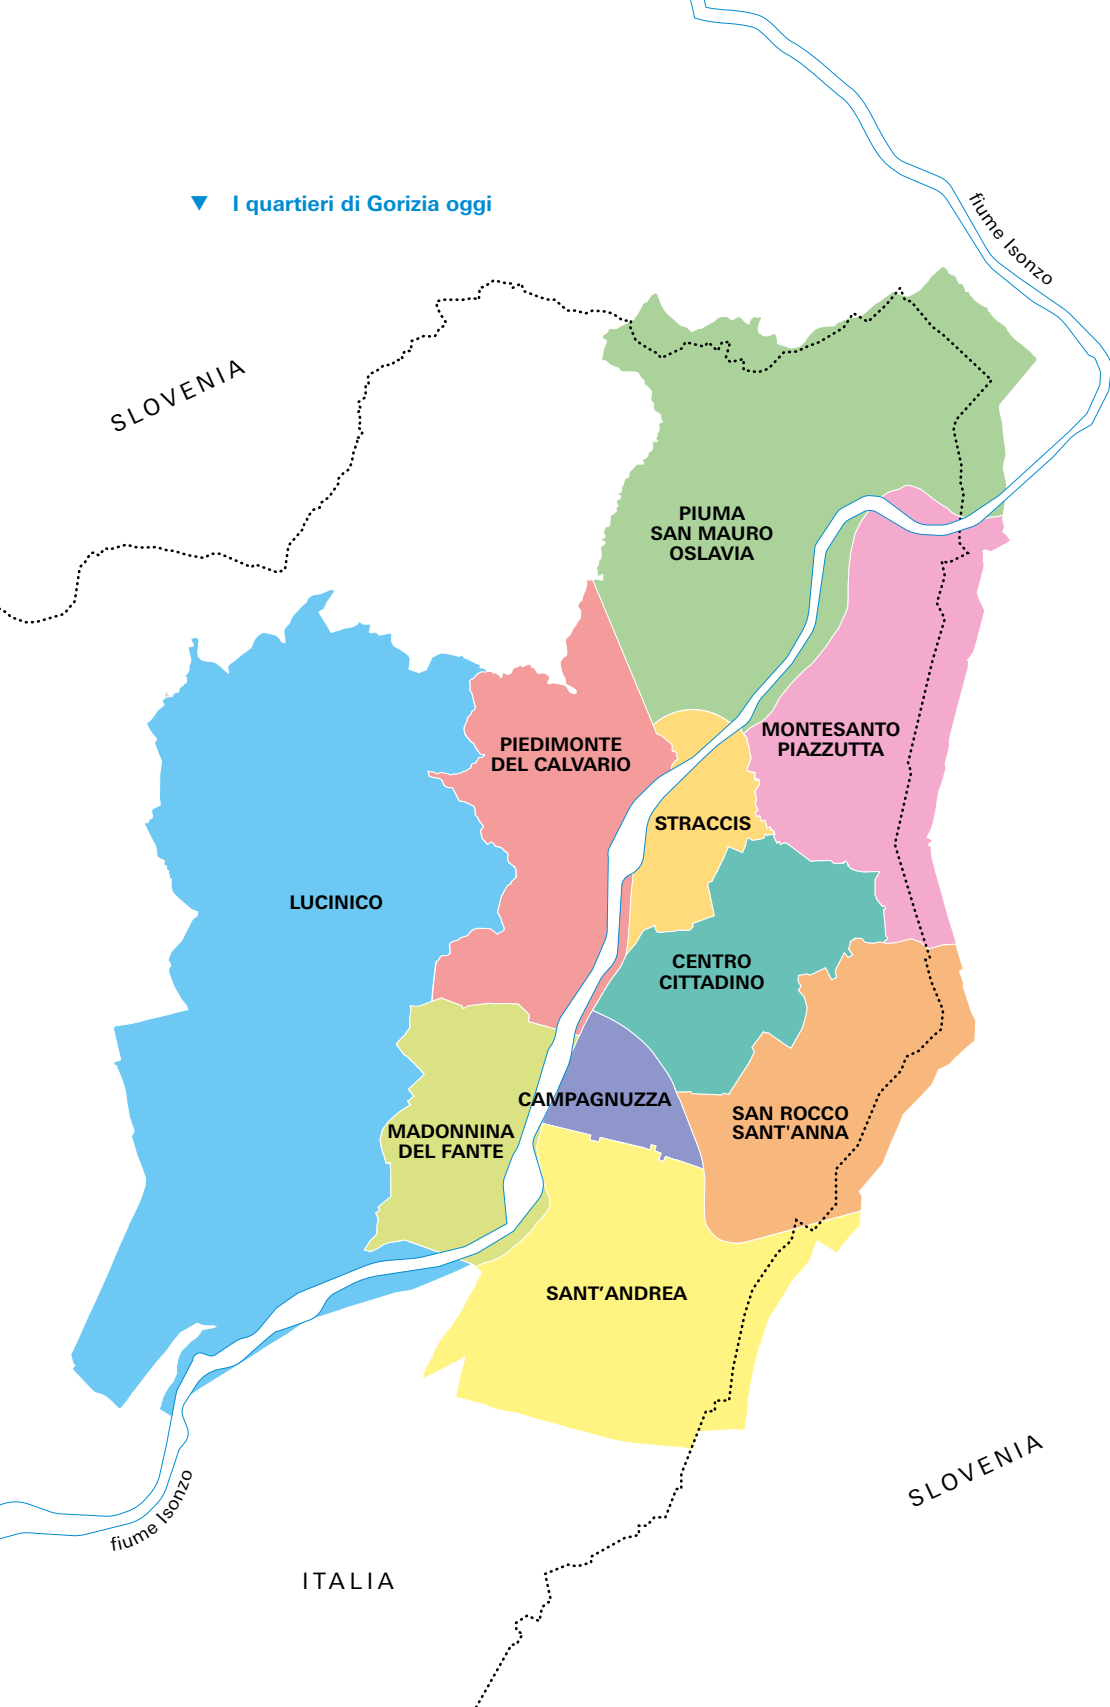 fiume Isonzo
▼ I quartieri di Gorizia oggi
SLOVENIA
PIUMA
SAN MAURO
OSLAVIA
MONTESANTO
PIAZZUTTA
PIEDIMONTE
DEL CALVARIO
STRACCIS
LUCINICO
CENTRO
CITTADINO
CAMPAGNUZZA
SAN ROCCO
SANT'ANNA
MADONNINA
DEL FANTE
SANT’ANDREA
SLOVENIA
fiume Isonzo
ITALIA